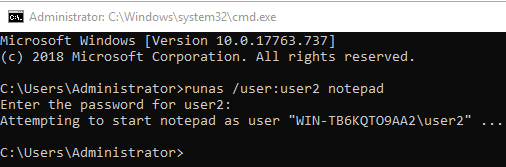 Administrator: C:\Windows\system32\cmd.exe
Microsoft Windows [Version 10.0.17763.737]
(c) 2018 Microsoft Corporation. All rights reserved.
C:\Users\Administrator>runas /user:user2 notepad
Enter the password for user2:
Attempting to start notepad as user "WIN-TB6KQTO9AA2\user2" ...
C:\Users\Administrator>